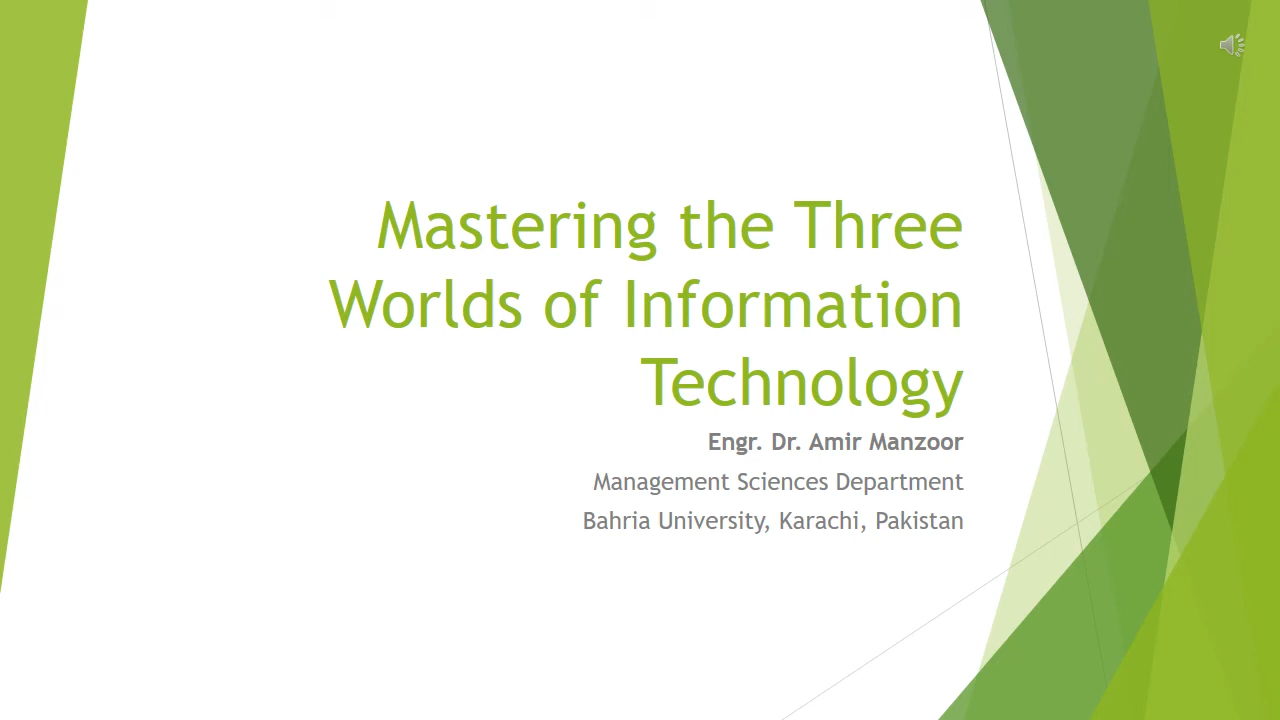 Mastering the Three
Worlds of Information
Technology
Engr. Dr. Amir Manzoor
Management Sciences Department
Bahria University, Karachi, Pakistan